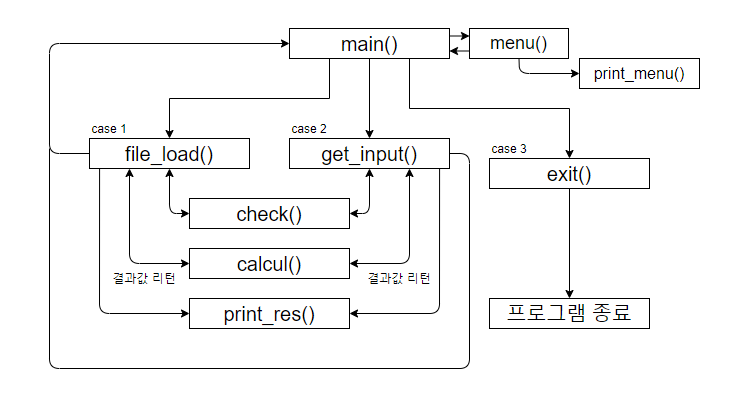 main()
menu()
print_menu()
case 1
case 2
file_load()
get_input()
case 3
exit()
check()
calcul()
결과값 리턴
결과값 리턴
print_res()
프로그램 종료